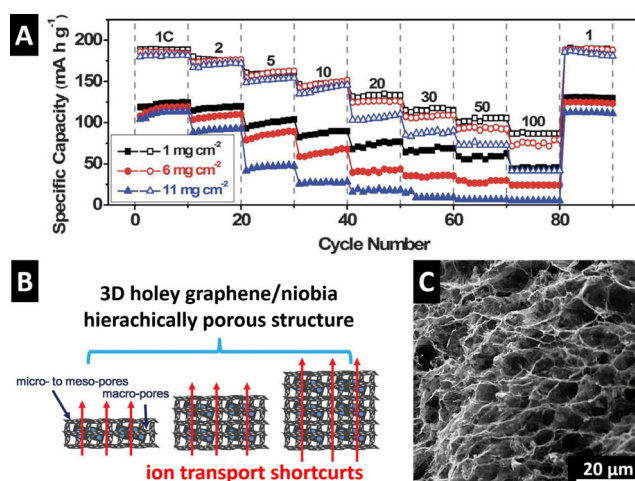 A
Specific Capacity (mA h g⁻¹)
200
150
100
50
0
1C
2
5
10
20
30
50
100
1
1 mg cm⁻²
6 mg cm⁻²
11 mg cm⁻²
0
20
40
60
80
Cycle Number
B
3D holey graphene/niobia
hierachically porous structure
micro- to meso-pores
macro-pores
ion transport shortcurts
C
20 μm